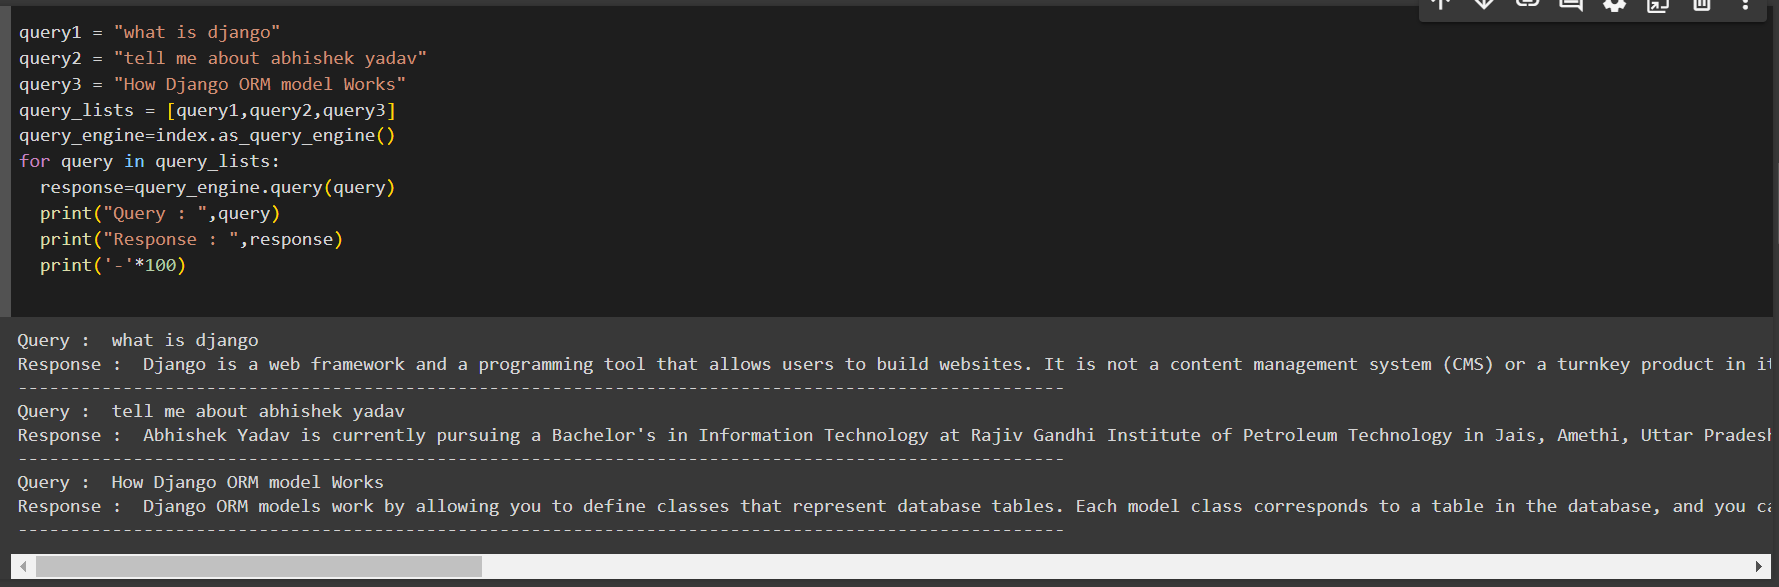 query1 = "what is django"
query2 = "tell me about abhishek yadav"
query3 = "How Django ORM model Works"
query_lists = [query1,query2,query3]
query_engine=index.as_query_engine()
for query in query_lists:
  response=query_engine.query(query)
  print("Query : ",query)
  print("Response : ",response)
  print('-'*100)
Query :  what is django
Response :  Django is a web framework and a programming tool that allows users to build websites. It is not a content management system (CMS) or a turnkey product in it
----------------------------------------------------------------------------------------------------
Query :  tell me about abhishek yadav
Response :  Abhishek Yadav is currently pursuing a Bachelor's in Information Technology at Rajiv Gandhi Institute of Petroleum Technology in Jais, Amethi, Uttar Pradesh
----------------------------------------------------------------------------------------------------
Query :  How Django ORM model Works
Response :  Django ORM models work by allowing you to define classes that represent database tables. Each model class corresponds to a table in the database, and you ca
----------------------------------------------------------------------------------------------------